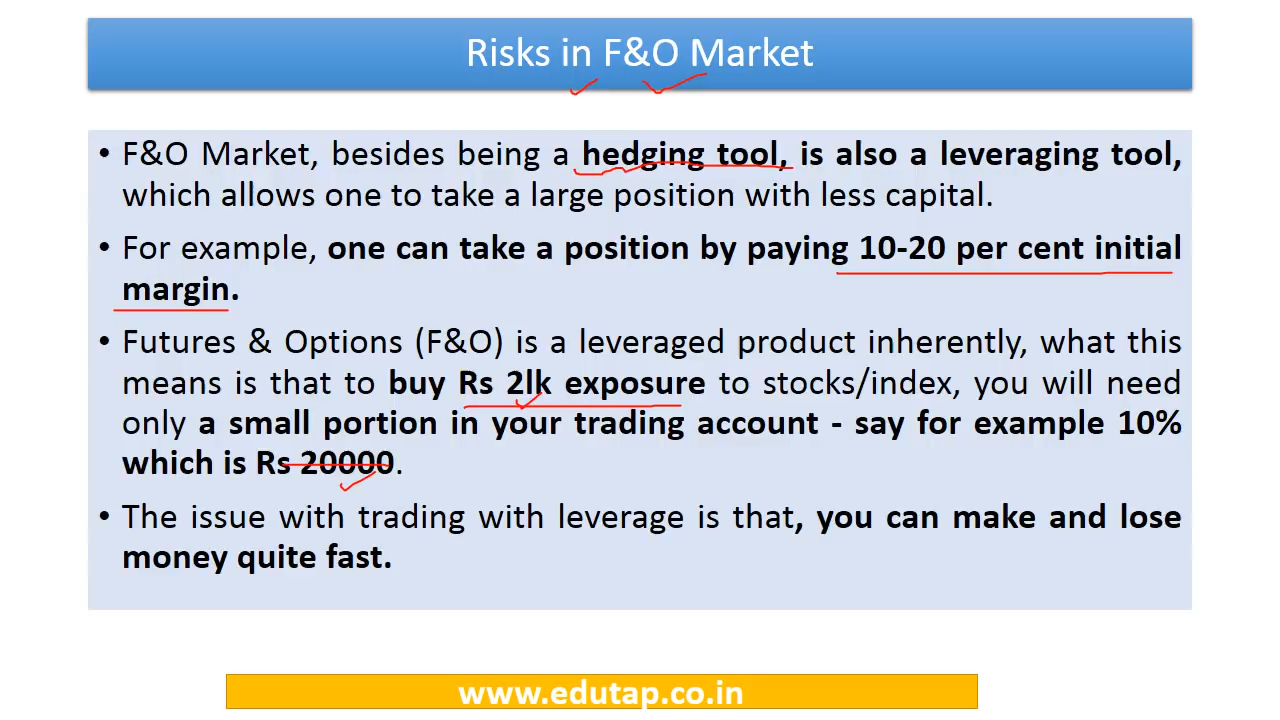 Risks in F&O Market
• F&O Market, besides being a hedging tool, is also a leveraging tool,
which allows one to take a large position with less capital.
• For example, one can take a position by paying 10-20 per cent initial
margin.
• Futures & Options (F&O) is a leveraged product inherently, what this
means is that to buy Rs 2lk exposure to stocks/index, you will need
only a small portion in your trading account - say for example 10%
which is Rs 20000.
• The issue with trading with leverage is that, you can make and lose
money quite fast.
www.edutap.co.in